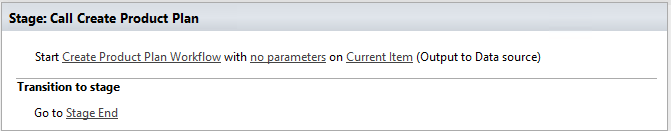 Stage: Call Create Product Plan
Start Create Product Plan Workflow with no parameters on Current Item (Output to Data source)
Transition to stage
Go to Stage End